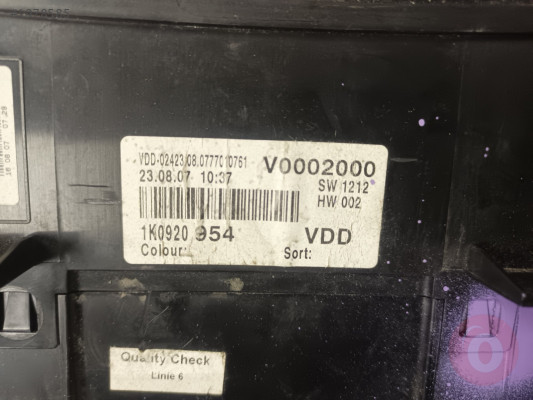 VDD-02423 08.0777010761 V0002000
23.08.07 10:37 SW 1212
HW 002
1K0920 954 VDD
Colour: Sort:
Quality Check
Linie 6